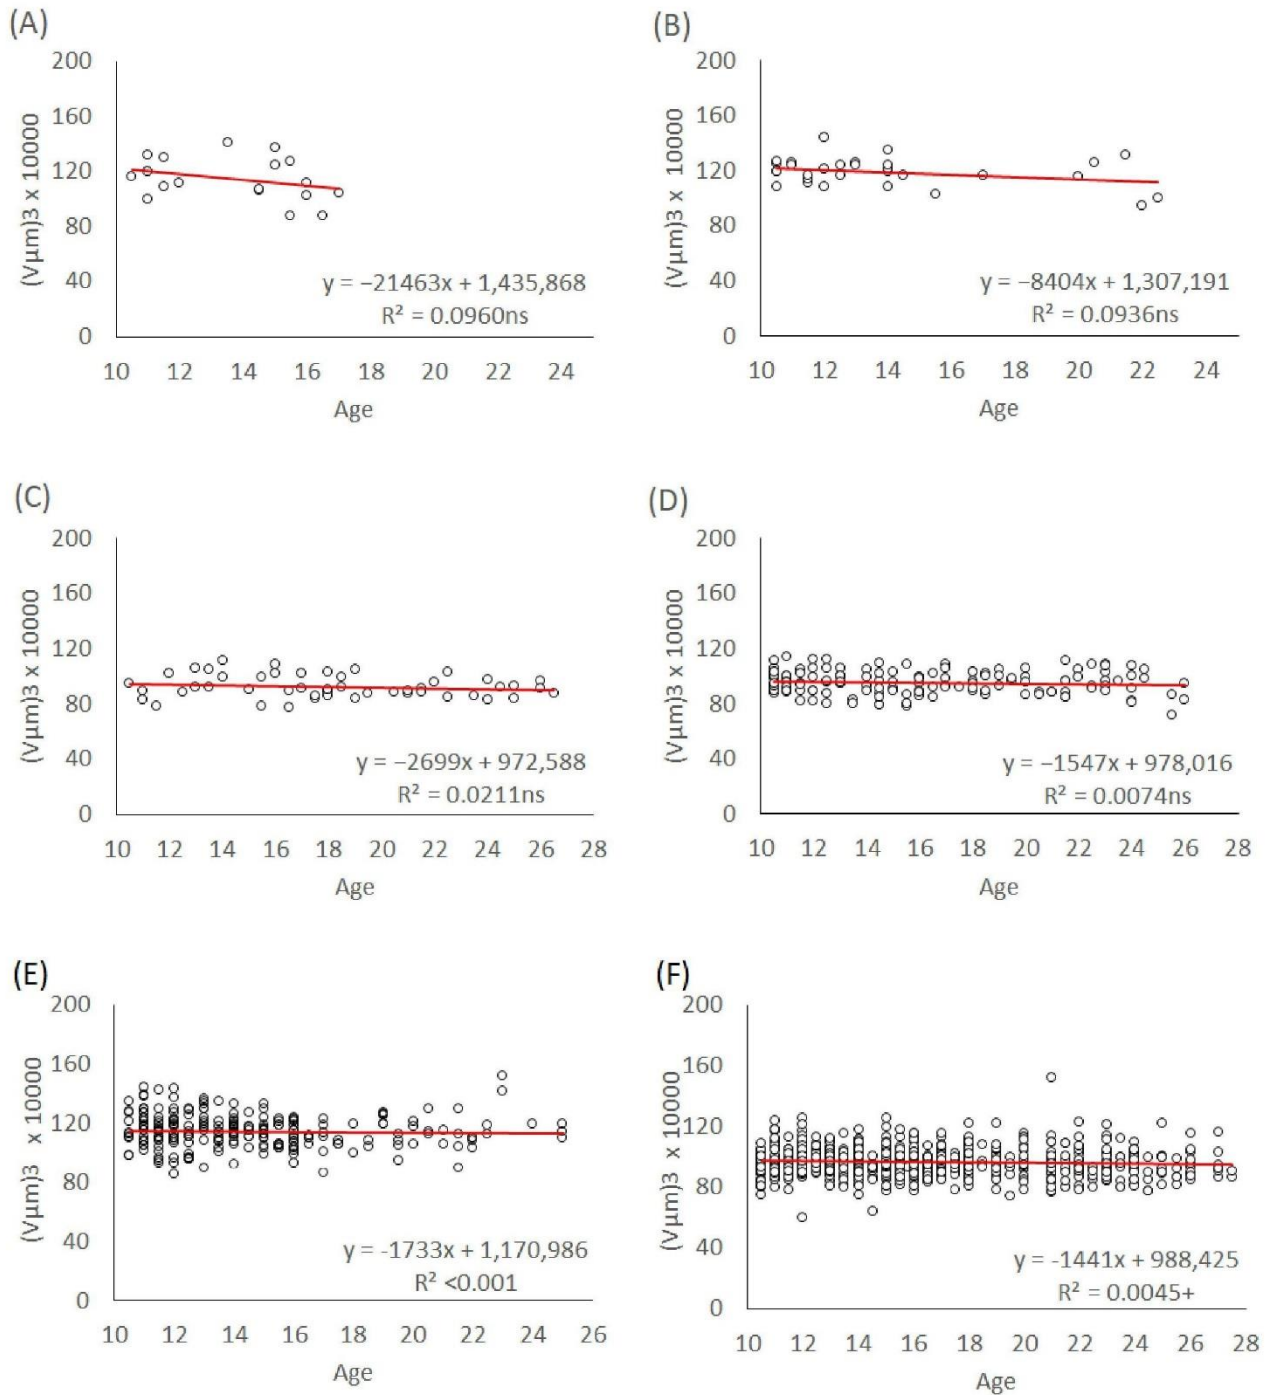 (A)
200
160
120
80
40
0
(Vµm)3 x 10000
y = −21463x + 1,435,868
R² = 0.0960ns
10 12 14 16 18 20 22 24
Age
(B)
200
160
120
80
40
0
(Vµm)3 x 10000
y = −8404x + 1,307,191
R² = 0.0936ns
10 12 14 16 18 20 22 24
Age
(C)
200
160
120
80
40
0
(Vµm)3 x 10000
y = −2699x + 972,588
R² = 0.0211ns
10 12 14 16 18 20 22 24 26 28
Age
(D)
200
160
120
80
40
0
(Vµm)3 x 10000
y = −1547x + 978,016
R² = 0.0074ns
10 12 14 16 18 20 22 24 26 28
Age
(E)
200
160
120
80
40
0
(Vµm)3 x 10000
y = -1733x + 1,170,986
R² <0.001
10 12 14 16 18 20 22 24 26
Age
(F)
200
160
120
80
40
0
(Vµm)3 x 10000
y = -1441x + 988,425
R² = 0.0045+
10 12 14 16 18 20 22 24 26 28
Age